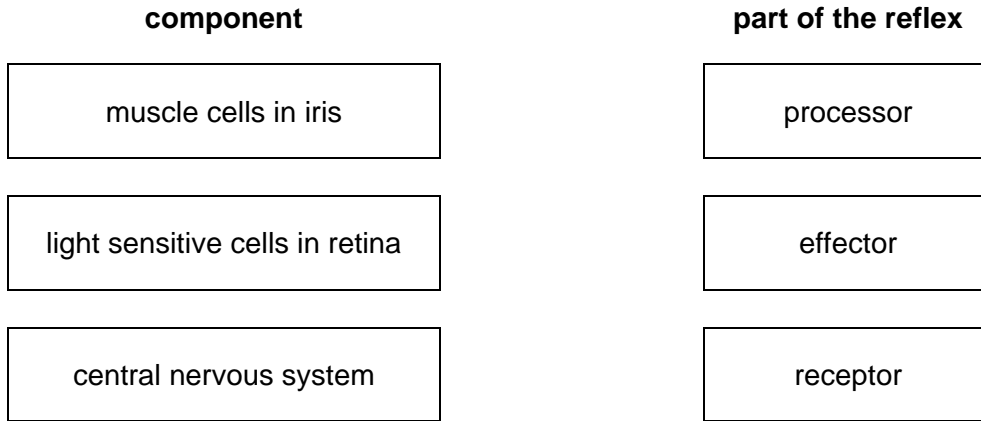 component part of the reflex
muscle cells in iris processor
light sensitive cells in retina effector
central nervous system receptor